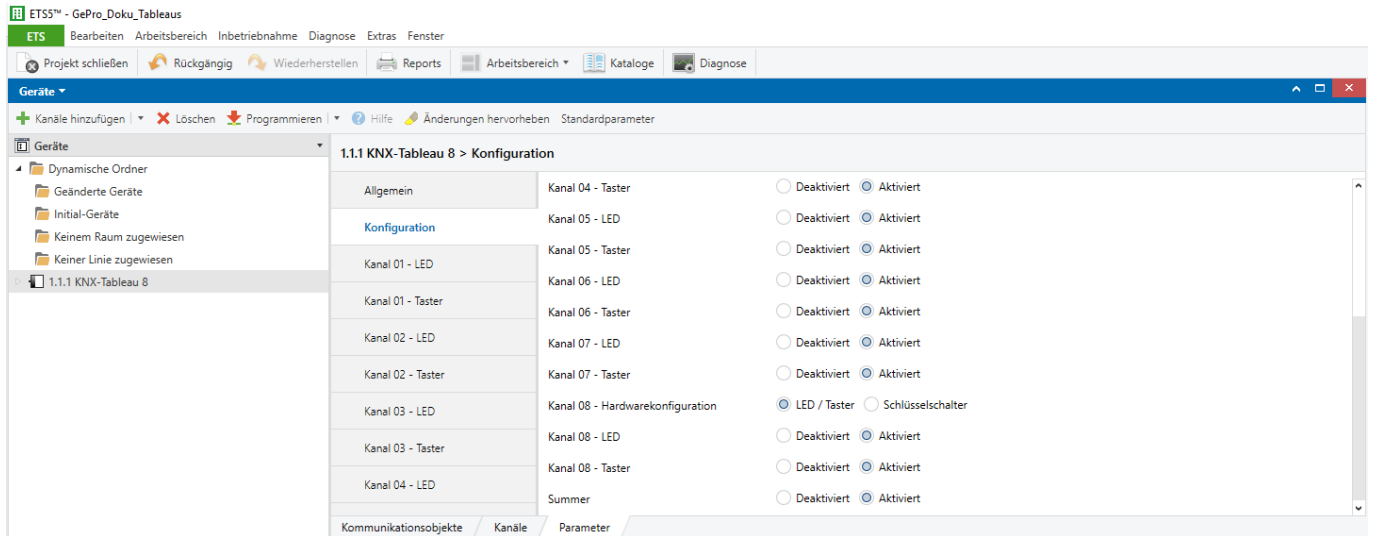 ETS5™ - GePro_Doku_Tableaus
ETS Bearbeiten Arbeitsbereich Inbetriebnahme Diagnose Extras Fenster
Projekt schließen Rückgängig Wiederherstellen Reports Arbeitsbereich Kataloge Diagnose
Geräte
Kanäle hinzufügen Löschen Programmieren Hilfe Änderungen hervorheben Standardparameter
Geräte
Dynamische Ordner
Geänderte Geräte
Initial-Geräte
Keinem Raum zugewiesen
Keiner Linie zugewiesen
1.1.1 KNX-Tableau 8
1.1.1 KNX-Tableau 8 > Konfiguration
Allgemein
Konfiguration
Kanal 01 - LED
Kanal 01 - Taster
Kanal 02 - LED
Kanal 02 - Taster
Kanal 03 - LED
Kanal 03 - Taster
Kanal 04 - LED
Kanal 04 - Taster Deaktiviert Aktiviert
Kanal 05 - LED Deaktiviert Aktiviert
Kanal 05 - Taster Deaktiviert Aktiviert
Kanal 06 - LED Deaktiviert Aktiviert
Kanal 06 - Taster Deaktiviert Aktiviert
Kanal 07 - LED Deaktiviert Aktiviert
Kanal 07 - Taster Deaktiviert Aktiviert
Kanal 08 - Hardwarekonfiguration LED / Taster Schlüsselschalter
Kanal 08 - LED Deaktiviert Aktiviert
Kanal 08 - Taster Deaktiviert Aktiviert
Summer Deaktiviert Aktiviert
Kommunikationsobjekte Kanäle Parameter